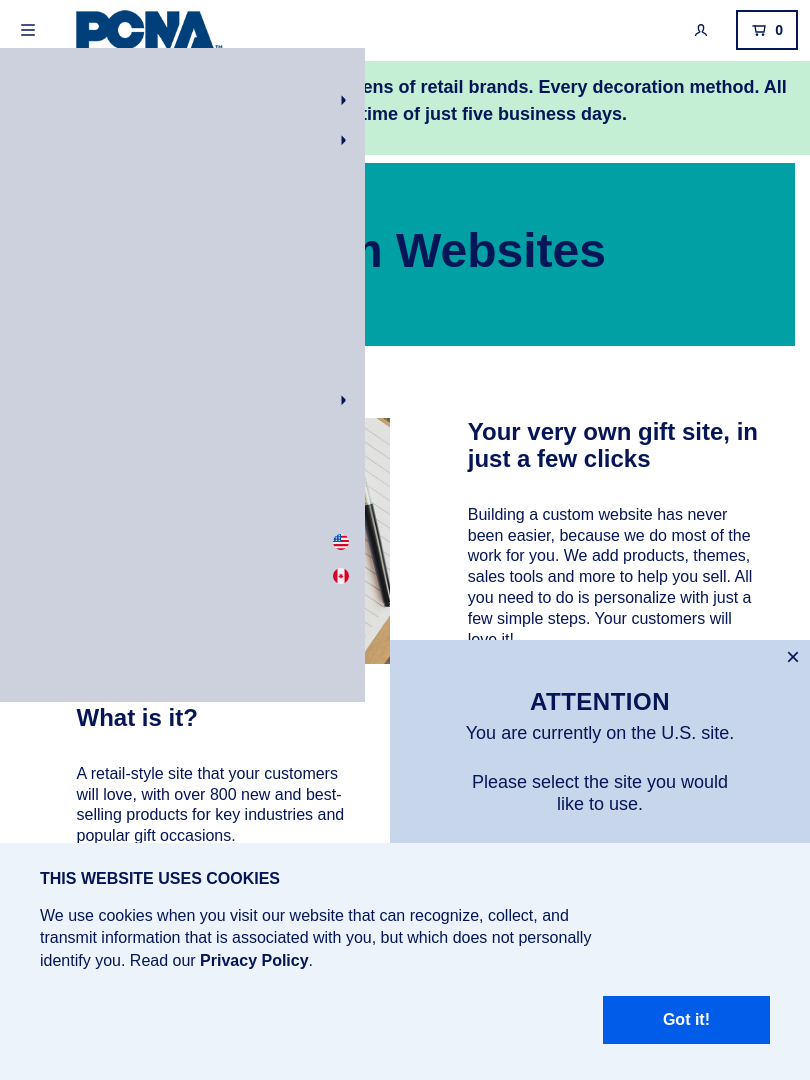 PCNA™
0
ens of retail brands. Every decoration method. All
time of just five business days.
Websites
Your very own gift site, in
just a few clicks
Building a custom website has never
been easier, because we do most of the
work for you. We add products, themes,
sales tools and more to help you sell. All
you need to do is personalize with just a
few simple steps. Your customers will
love it!
What is it?
A retail-style site that your customers
will love, with over 800 new and best-
selling products for key industries and
popular gift occasions.
ATTENTION
You are currently on the U.S. site.
Please select the site you would
like to use.
THIS WEBSITE USES COOKIES
We use cookies when you visit our website that can recognize, collect, and
transmit information that is associated with you, but which does not personally
identify you. Read our Privacy Policy.
Got it!